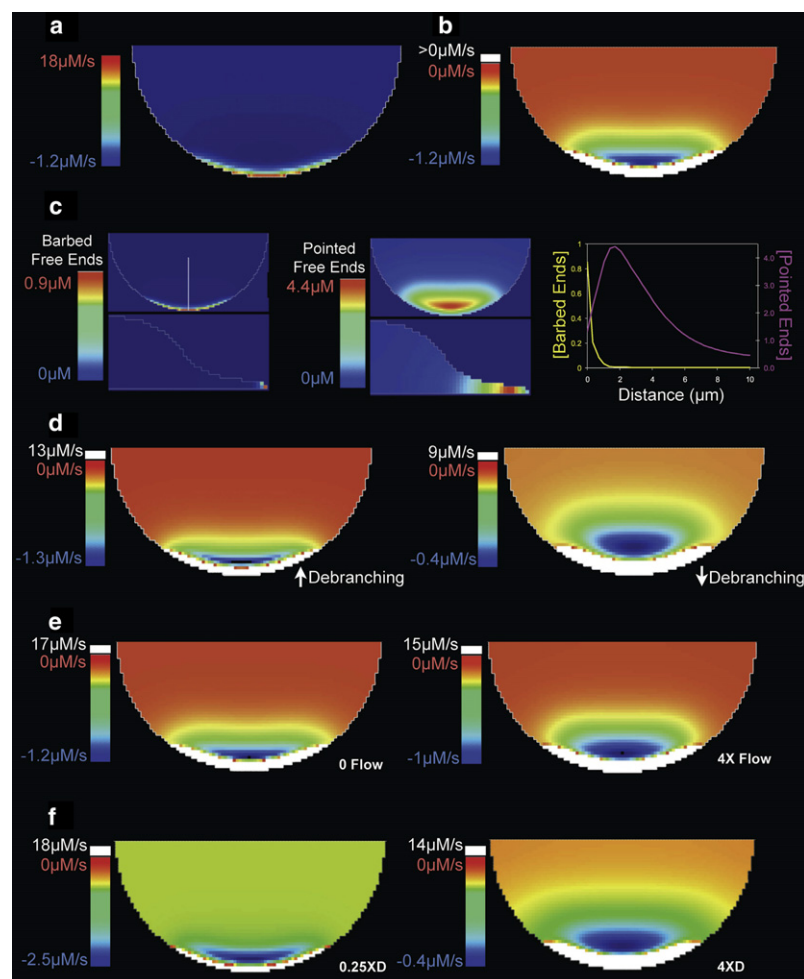 a
18µM/s
-1.2µM/s
b
>0µM/s
0µM/s
-1.2µM/s
c
Barbed
Free Ends
0.9µM
0µM
Pointed
Free Ends
4.4µM
0µM
[Barbed Ends]
1
0.8
0.6
0.4
0.2
0
0
2
4
6
8
10
Distance (µm)
4.0
3.0
2.0
1.0
0.0
[Pointed Ends]
d
13µM/s
0µM/s
-1.3µM/s
↑Debranching
9µM/s
0µM/s
-0.4µM/s
↓Debranching
e
17µM/s
0µM/s
-1.2µM/s
0 Flow
15µM/s
0µM/s
-1µM/s
4X Flow
f
18µM/s
0µM/s
-2.5µM/s
0.25XD
14µM/s
0µM/s
-0.4µM/s
4XD